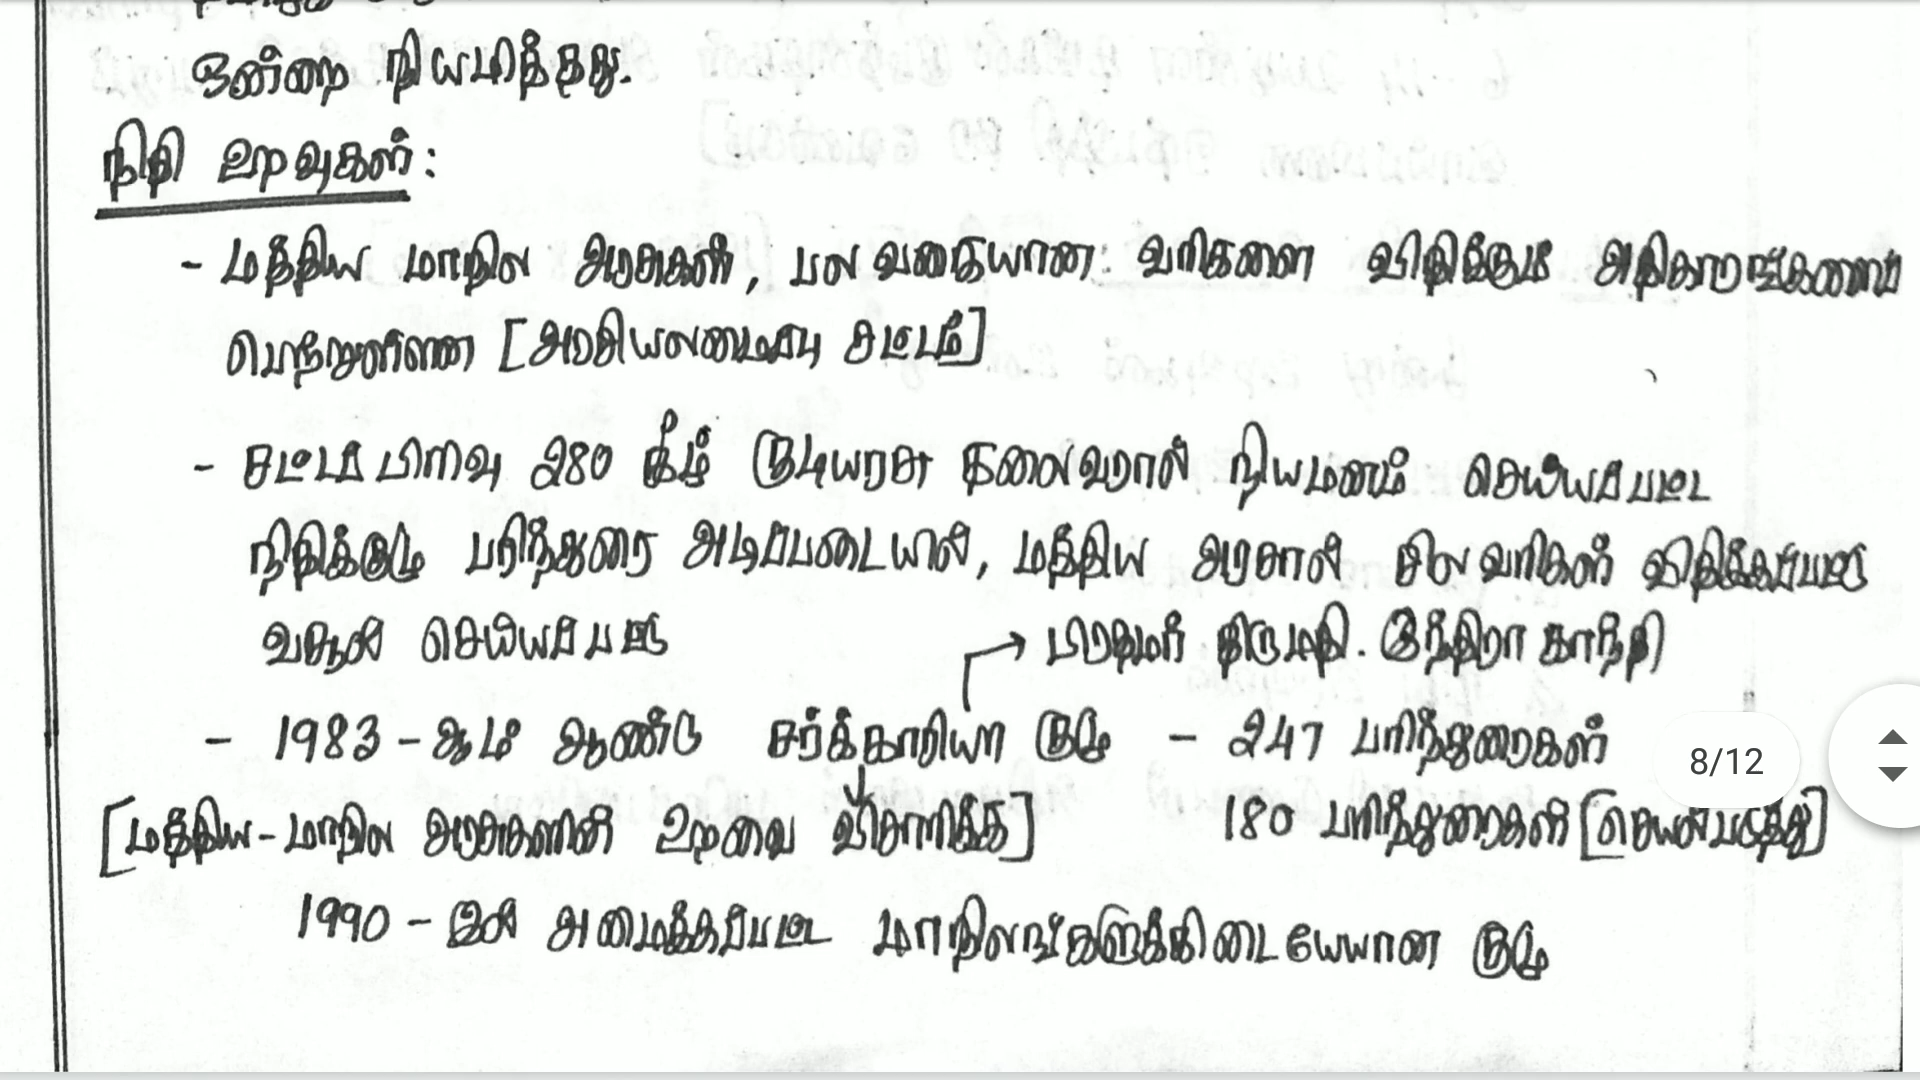 ஒன்றை நியமித்தது.
நிதி உறவுகள் :
- மத்திய மாநில அரசுகள், பல வகையான வரிகளை விதிக்கும் அதிகாரங்களை
பெற்றுள்ளன [அரசியலமைப்பு சட்டம்]
- சட்டப்பிரிவு 280 கீழ் குடியரசு தலைவரால் நியமனம் செய்யப்பட்ட
நிதிக்குழு பரிந்துரை அடிப்படையில், மத்திய அரசால் சில வரிகள் விதிக்கப்பட்டு
வசூல் செய்யப்பட்டு
→ பிரதமர் திருமதி. இந்திரா காந்தி
- 1983 - ஆம் ஆண்டு சர்க்காரியா குழு - 247 பரிந்துரைகள்
8/12
[மத்திய - மாநில அரசுகளின் உறவை விசாரிக்க] 180 பரிந்துரைகள் [செயல்படுத்து]
1990 - இல் அமைக்கப்பட்ட மாநிலங்களுக்கிடையேயான குழு